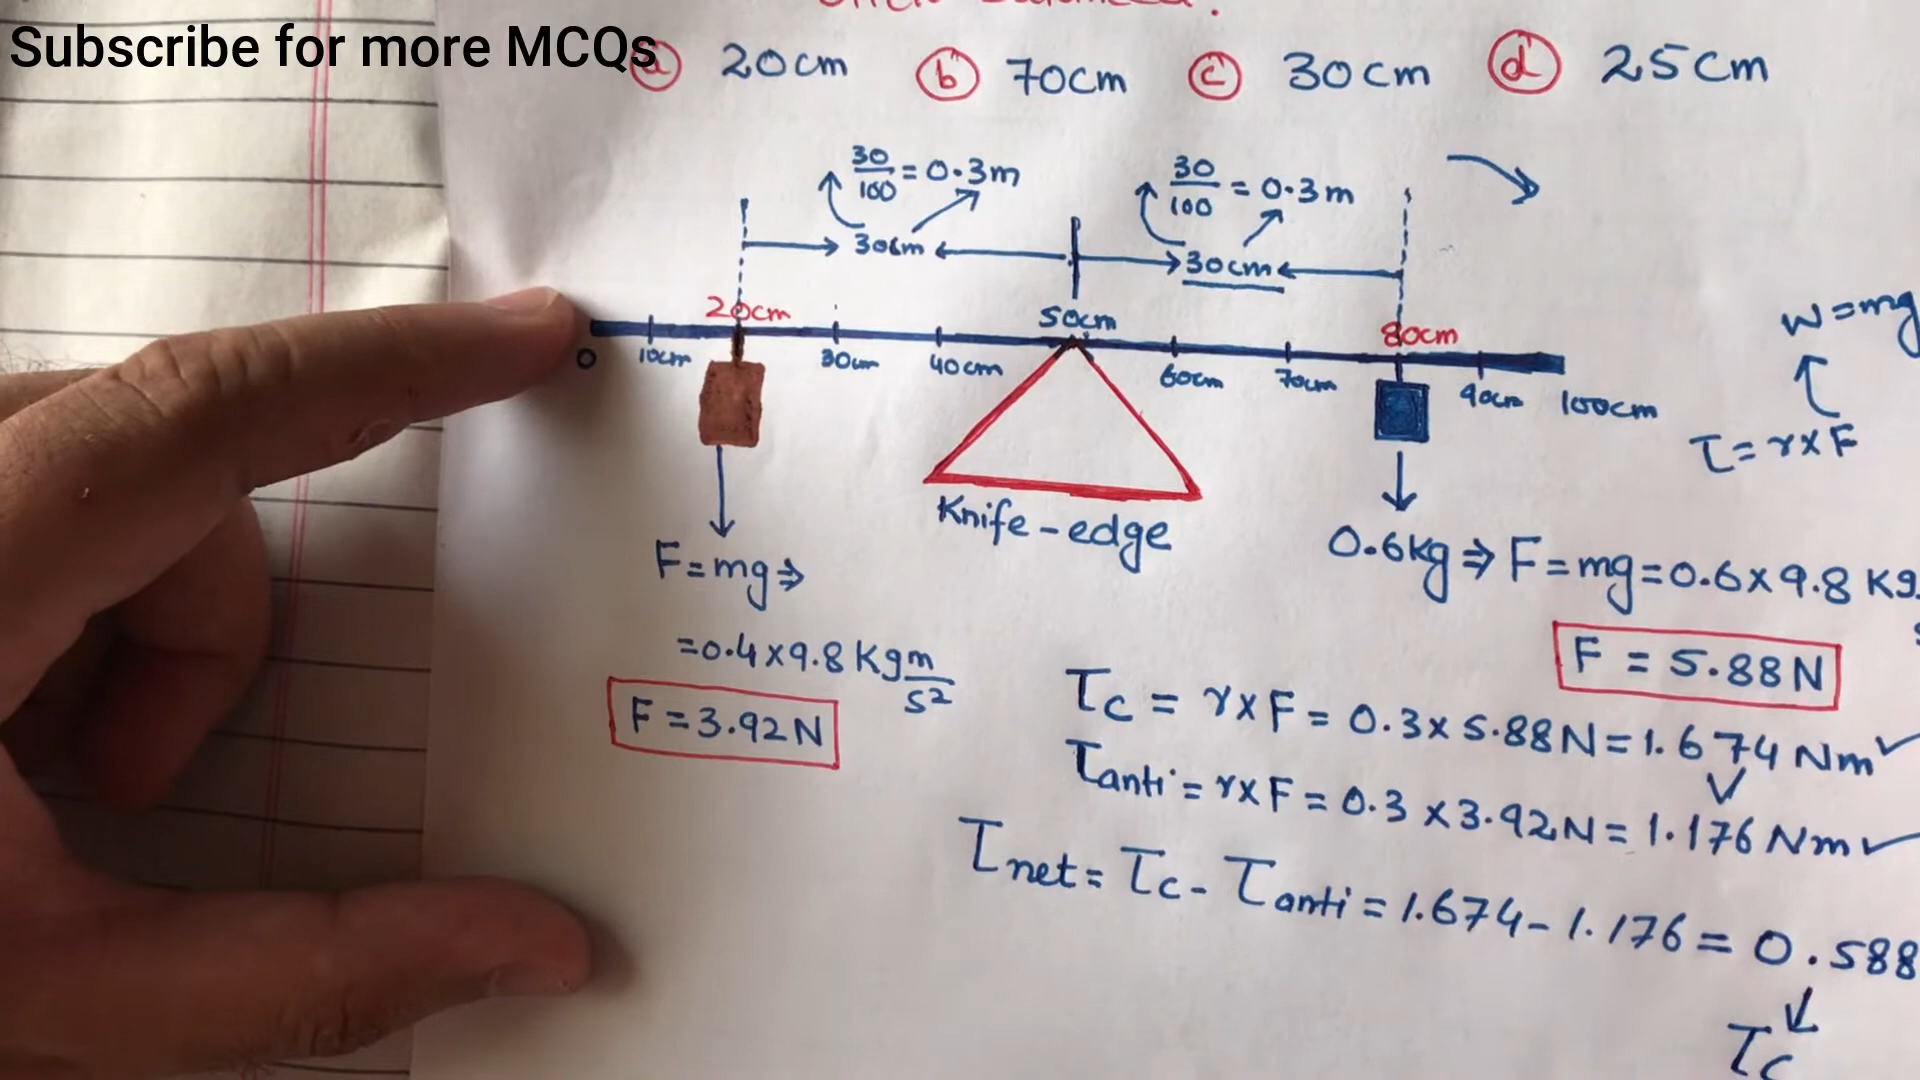 Subscribe for more MCQs
a 20cm b 70cm c 30cm d 25cm
30/100 = 0.3m
30/100 = 0.3m
30cm
30cm
20cm
50cm
80cm
0 10cm 30cm 40cm 60cm 70cm 90cm 100cm
W=mg
τ = r×F
Knife-edge
F=mg⇒
0.6kg ⇒ F=mg=0.6×9.8 Kg
=0.4×9.8 Kgm/s²
F = 3.92N
F = 5.88N
τc = r×F = 0.3×5.88N=1.674 Nm✓
τanti = r×F = 0.3×3.92N= 1.176 Nm✓
τnet= τc - τanti = 1.674- 1.176 = 0.588
τc